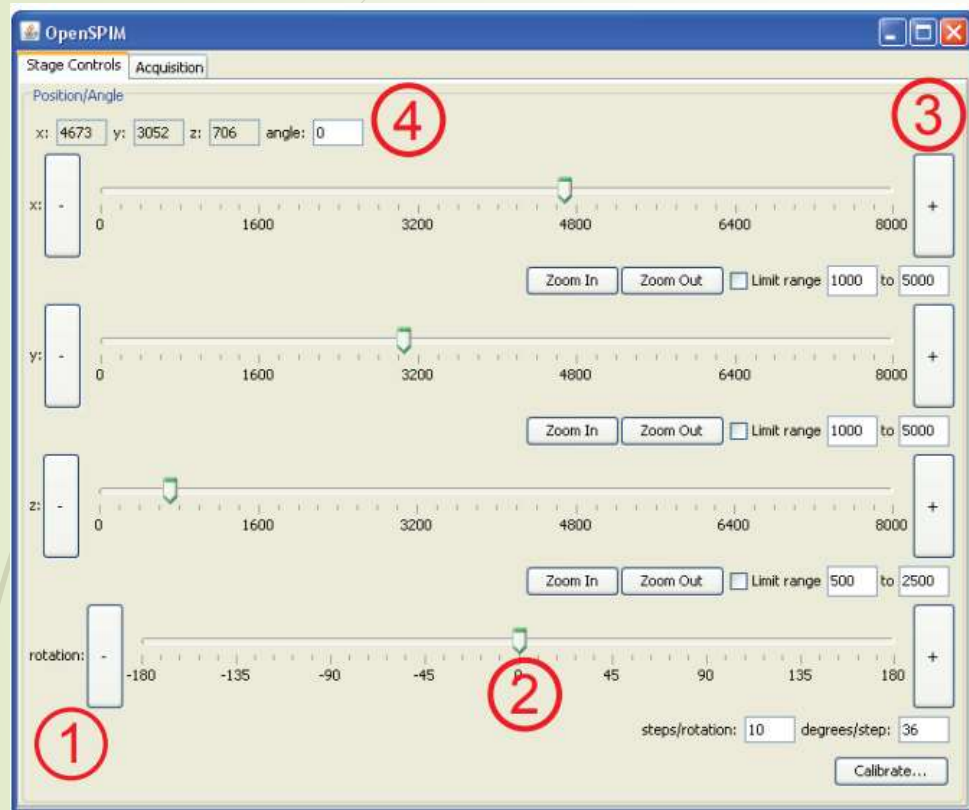 OpenSPIM
Stage Controls Acquisition
Position/Angle
4
3
x: 4673 y: 3052 z: 706 angle: 0
x: - +
0 1600 3200 4800 6400 8000
Zoom In Zoom Out Limit range 1000 to 5000
y: - +
0 1600 3200 4800 6400 8000
Zoom In Zoom Out Limit range 1000 to 5000
z: - +
0 1600 3200 4800 6400 8000
Zoom In Zoom Out Limit range 500 to 2500
rotation: - +
-180 -135 -90 -45 0 45 90 135 180
2
1
steps/rotation: 10 degrees/step: 36
Calibrate...